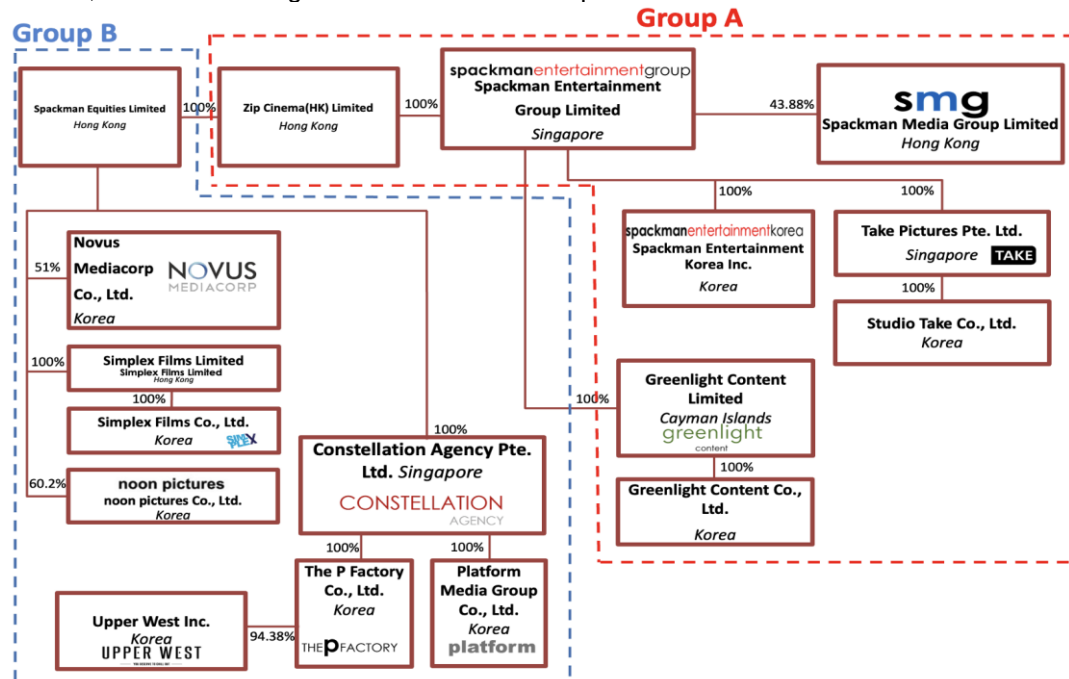 Group A
Group B
Spackman Equities Limited
Hong Kong
100%
Zip Cinema(HK) Limited
Hong Kong
100%
spackmanentertainmentgroup
Spackman Entertainment
Group Limited
Singapore
43.88%
smg
Spackman Media Group Limited
Hong Kong
100%
100%
spackmanentertainmentkorea
Spackman Entertainment
Korea Inc.
Korea
Take Pictures Pte. Ltd.
Singapore TAKE
100%
Studio Take Co., Ltd.
Korea
51%
Novus
Mediacorp
Co., Ltd.
Korea
NOVUS
MEDIACORP
100%
Simplex Films Limited
Simplex Films Limited
Hong Kong
100%
Simplex Films Co., Ltd.
Korea
SIMPLEX
60.2%
noon pictures
noon pictures Co., Ltd.
Korea
100%
Greenlight Content
Limited
Cayman Islands
greenlight
content
100%
Greenlight Content Co.,
Ltd.
Korea
100%
Constellation Agency Pte.
Ltd. Singapore
CONSTELLATION
AGENCY
100%
100%
The P Factory
Co., Ltd.
Korea
THE P FACTORY
Platform
Media Group
Co., Ltd.
Korea
platform
94.38%
Upper West Inc.
Korea
UPPER WEST